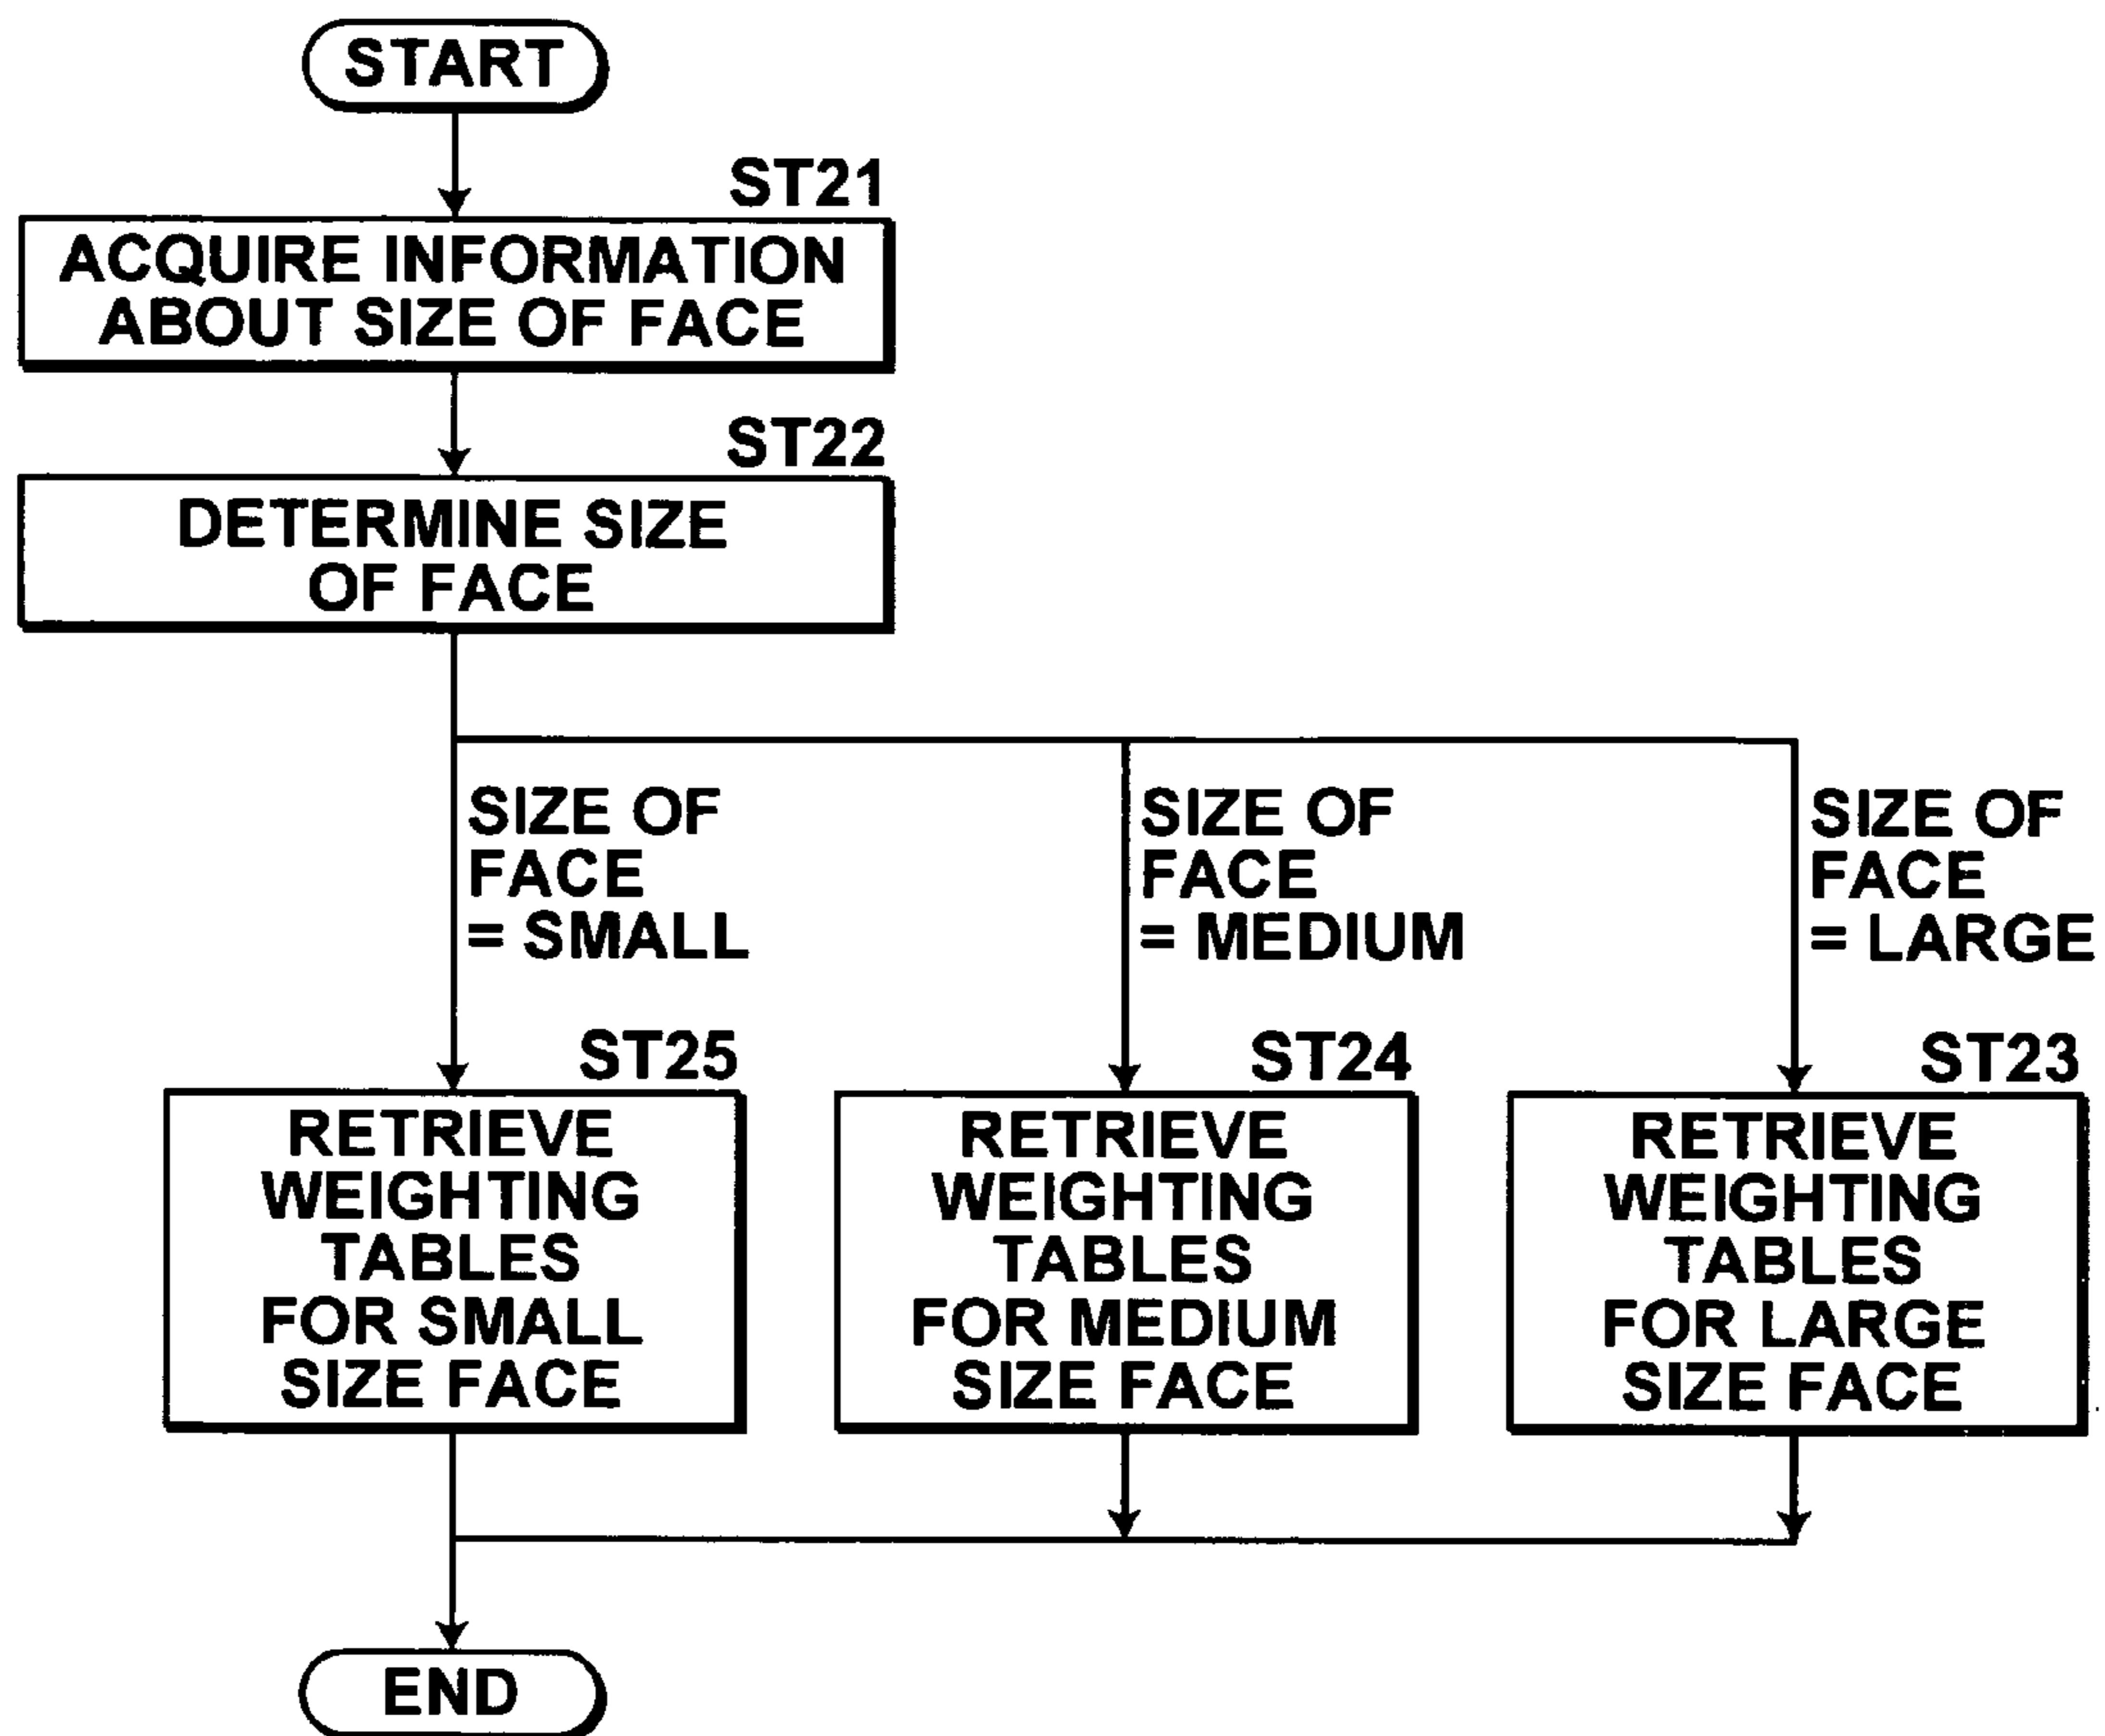 START
ST21
ACQUIRE INFORMATION
ABOUT SIZE OF FACE
ST22
DETERMINE SIZE
OF FACE
SIZE OF
FACE
= SMALL
SIZE OF
FACE
= MEDIUM
SIZE OF
FACE
= LARGE
ST25
RETRIEVE
WEIGHTING
TABLES
FOR SMALL
SIZE FACE
ST24
RETRIEVE
WEIGHTING
TABLES
FOR MEDIUM
SIZE FACE
ST23
RETRIEVE
WEIGHTING
TABLES
FOR LARGE
SIZE FACE
END